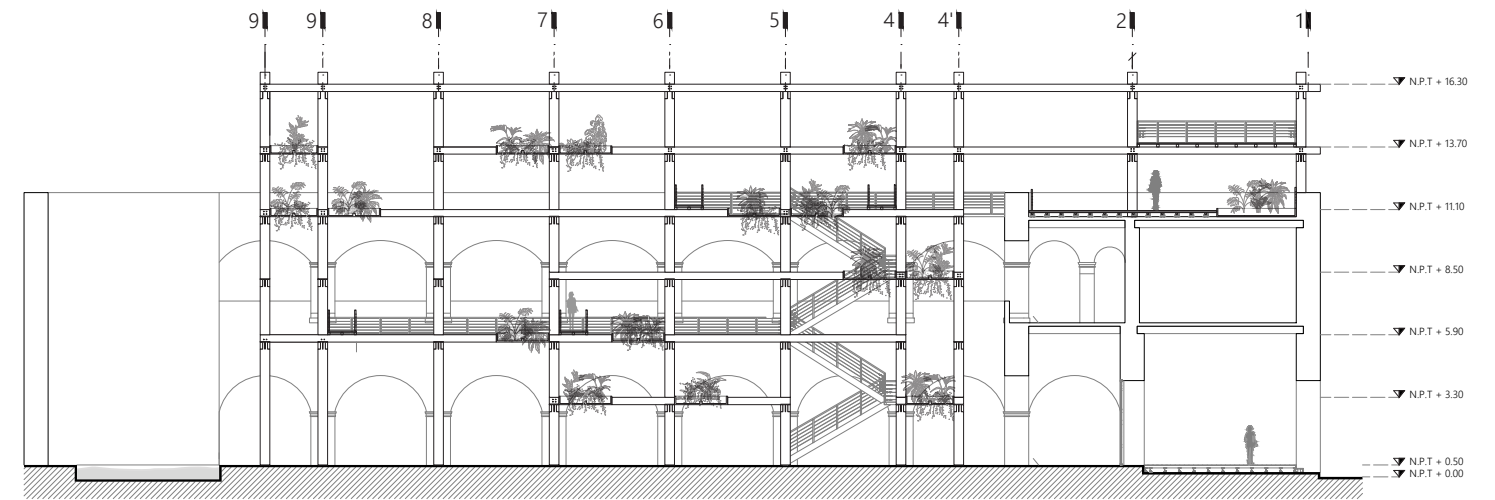 9 9 8 7 6 5 4 4' 2 1
N.P.T + 16.30
N.P.T + 13.70
N.P.T + 11.10
N.P.T + 8.50
N.P.T + 5.90
N.P.T + 3.30
N.P.T + 0.50
N.P.T + 0.00